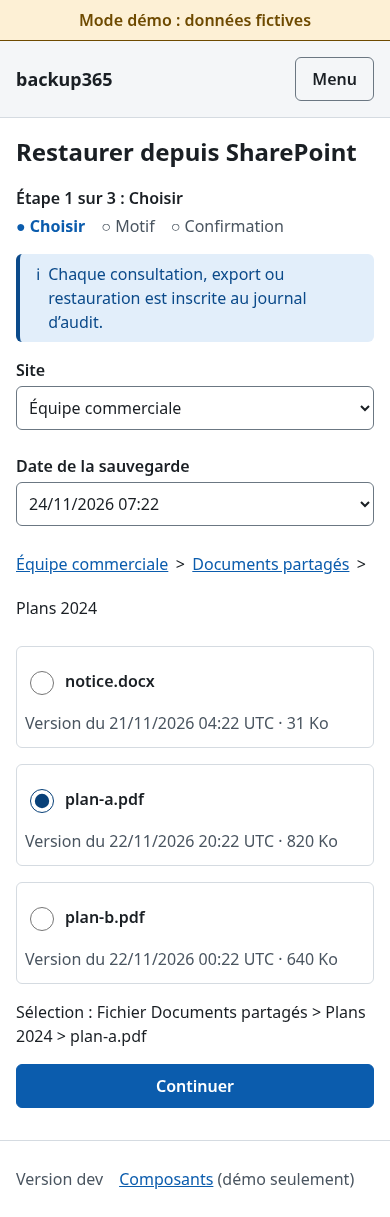 Mode démo : données fictives
backup365
Menu
Restaurer depuis SharePoint
Étape 1 sur 3 : Choisir
● Choisir ○ Motif ○ Confirmation
i Chaque consultation, export ou
restauration est inscrite au journal
d’audit.
Site
Équipe commerciale
Date de la sauvegarde
24/11/2026 07:22
Équipe commerciale > Documents partagés >
Plans 2024
notice.docx
Version du 21/11/2026 04:22 UTC · 31 Ko
plan-a.pdf
Version du 22/11/2026 20:22 UTC · 820 Ko
plan-b.pdf
Version du 22/11/2026 00:22 UTC · 640 Ko
Sélection : Fichier Documents partagés > Plans
2024 > plan-a.pdf
Continuer
Version dev Composants (démo seulement)